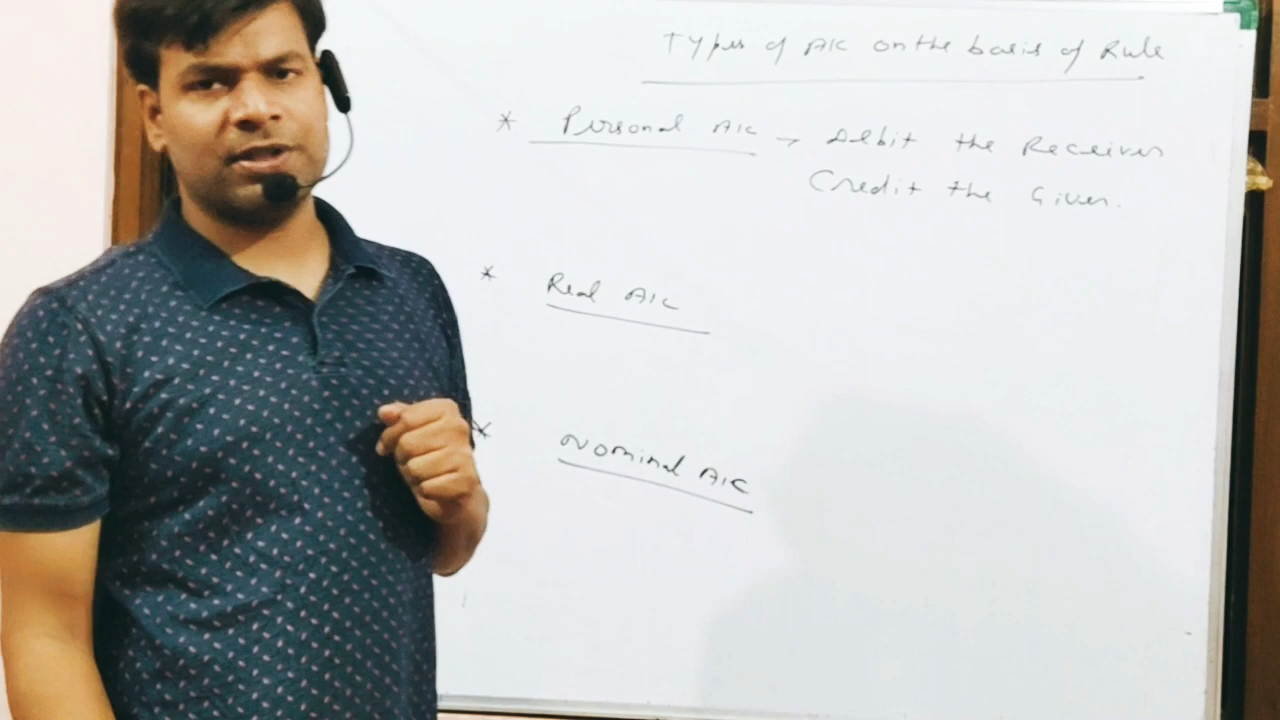 Types of A/C on the basis of Rule
* Personal A/C → Debit the Receiver
Credit the Giver.
* Real A/C
* Nominal A/C